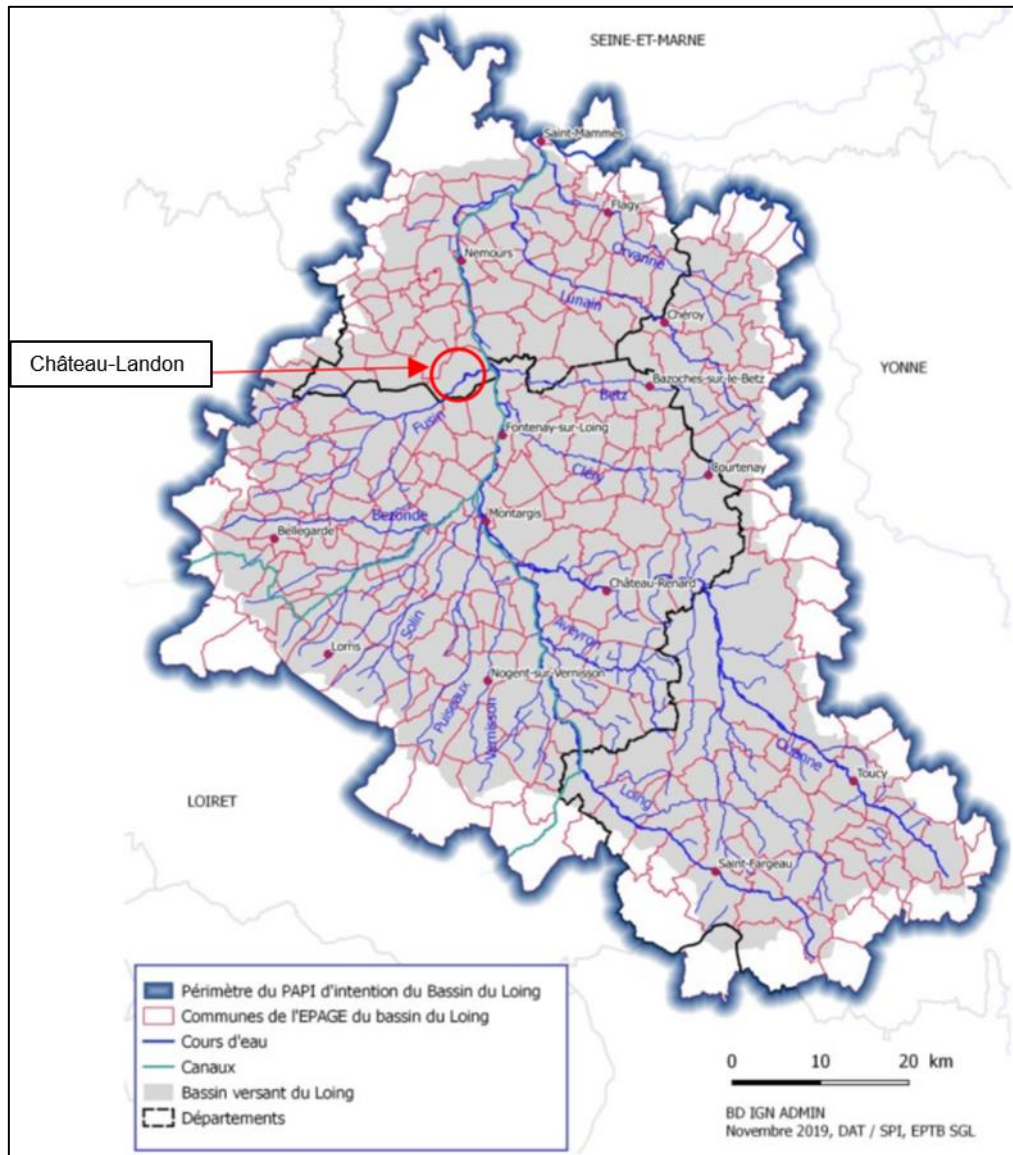 SEINE-ET-MARNE
Saint-Mammès
Flagy
Orvanne
Nemours
Lunain
Chéroy
Château-Landon
YONNE
Bazoches-sur-le-Betz
Betz
Fusin
Fontenay-sur-Loing
Cléry
Courtenay
Bezonde
Montargis
Bellegarde
Château-Renard
Aveyron
Solin
Lorris
Nogent-sur-Vernisson
Puiseaux
Vernisson
Ouanne
Toucy
LOIRET
Loing
Saint-Fargeau
Périmètre du PAPI d'intention du Bassin du Loing
Communes de l'EPAGE du bassin du Loing
Cours d'eau
Canaux
Bassin versant du Loing
Départements
0 10 20 km
BD IGN ADMIN
Novembre 2019, DAT / SPI, EPTB SGL